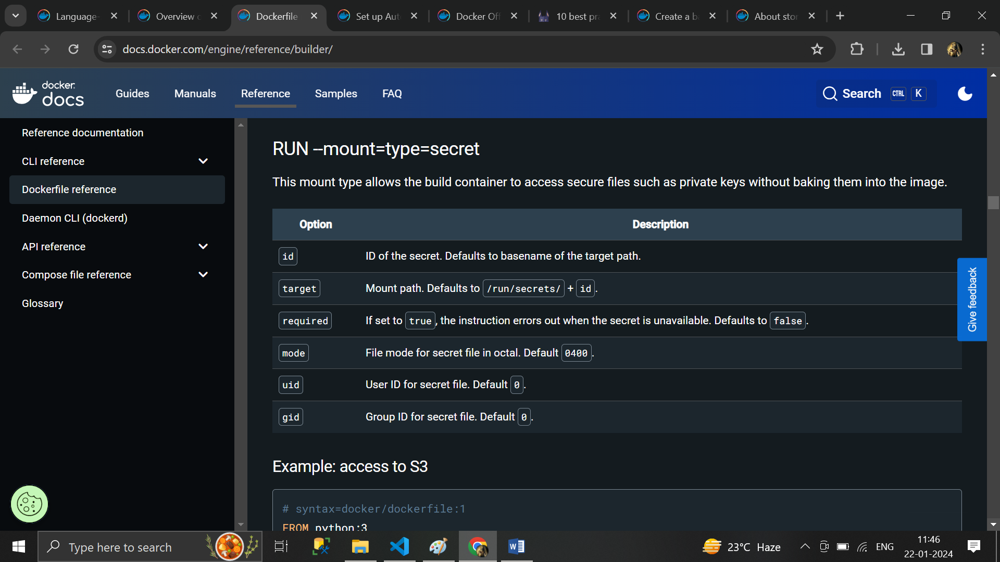 Language-
Overview c
Dockerfile
Set up Aut
Docker Off
10 best pra
Create a ba
About stor
docs.docker.com/engine/reference/builder/
docker
docs
Guides
Manuals
Reference
Samples
FAQ
Search
CTRL
K
Reference documentation
CLI reference
Dockerfile reference
Daemon CLI (dockerd)
API reference
Compose file reference
Glossary
RUN --mount=type=secret
This mount type allows the build container to access secure files such as private keys without baking them into the image.
Option
Description
id
ID of the secret. Defaults to basename of the target path.
target
Mount path. Defaults to /run/secrets/ + id.
required
If set to true, the instruction errors out when the secret is unavailable. Defaults to false.
mode
File mode for secret file in octal. Default 0400.
uid
User ID for secret file. Default 0.
gid
Group ID for secret file. Default 0.
Example: access to S3
# syntax=docker/dockerfile:1
FROM python:3
Give feedback
Type here to search
23°C Haze
ENG
11:46
22-01-2024